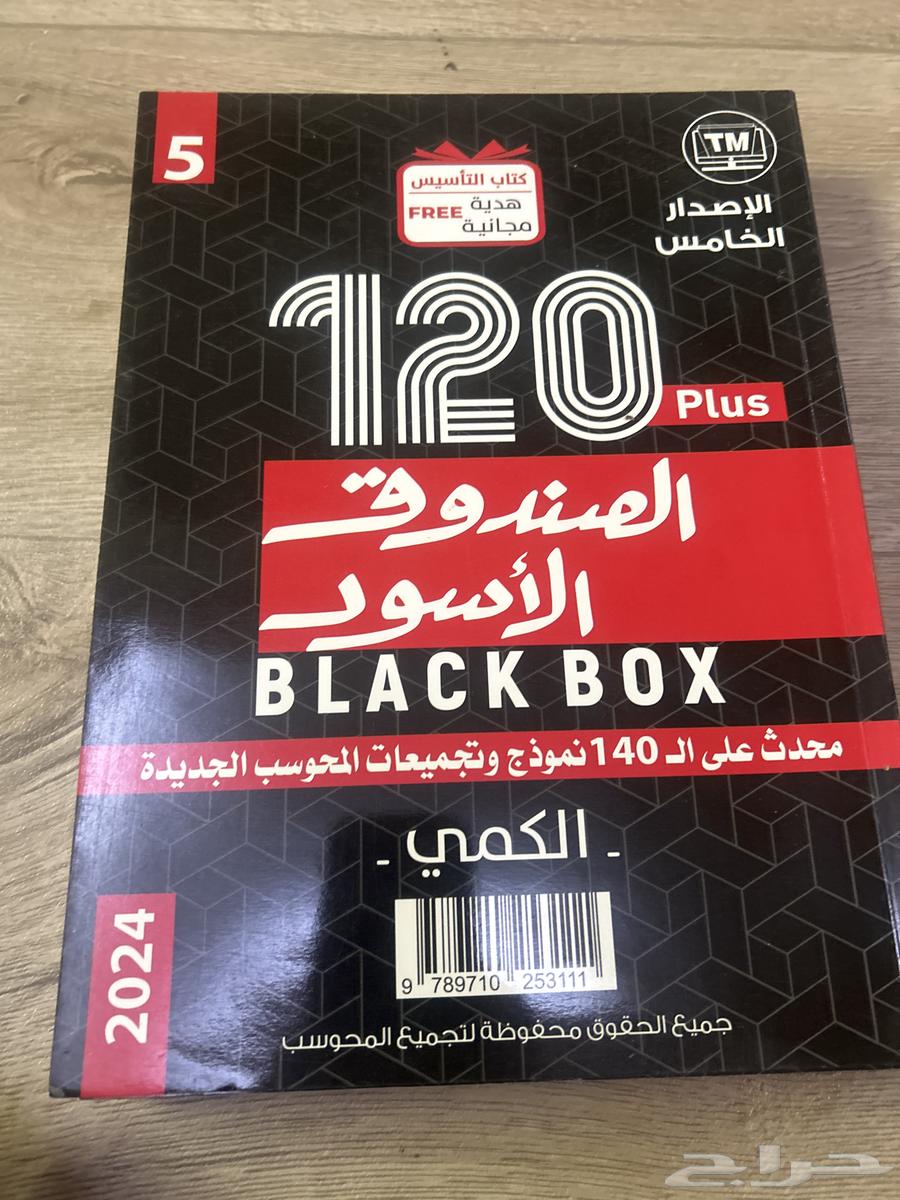 5
TM
الإصدار
الخامس
كتاب التأسيس
هدية
مجانية
FREE
120
Plus
الصندوق
الأسود
BLACK BOX
محدث على الـ 140 نموذج وتجميعات المحوسب الجديدة
- الكمي -
9 789710 253111
2024
جميع الحقوق محفوظة لتجميع المحوسب
حراج